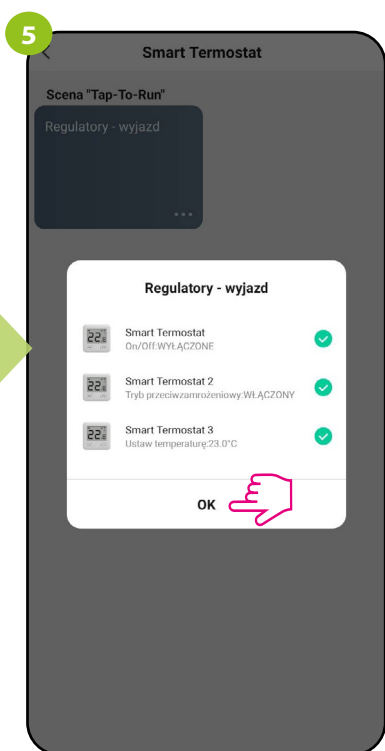 5
Smart Termostat
Scena "Tap-To-Run"
Regulatory - wyjazd
Regulatory - wyjazd
Smart Termostat
On/Off:WYŁĄCZONE
Smart Termostat 2
Tryb przeciwzamrożeniowy:WŁĄCZONY
Smart Termostat 3
Ustaw temperaturę:23.0°C
OK